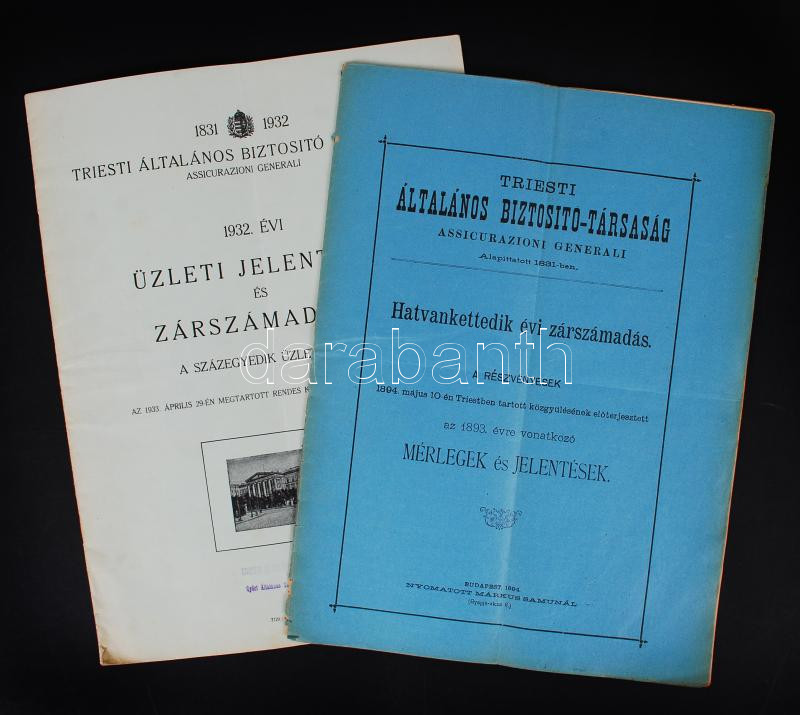 1831 1932
TRIESTI ÁLTALÁNOS BIZTOSITÓ
ASSICURAZIONI GENERALI
1932. ÉVI
ÜZLETI JELENT
ÉS
ZÁRSZÁMAD
A SZÁZEGYEDIK ÜZLE
AZ 1933. ÁPRILIS 29-ÉN MEGTARTOTT RENDES K
TRIESTI
ÁLTALÁNOS BIZTOSITO-TÁRSASÁG
ASSICURAZIONI GENERALI
Alapittatott 1831-ben.
Hatvankettedik évi zárszámadás.
A RÉSZVÉNYESEK
1894. május 10-én Triestben tartott közgyülésének előterjesztett
az 1893. évre vonatkozó
MÉRLEGEK és JELENTÉSEK.
BUDAPEST, 1894.
NYOMATOTT MÁRKUS SAMUNÁL
darabanth